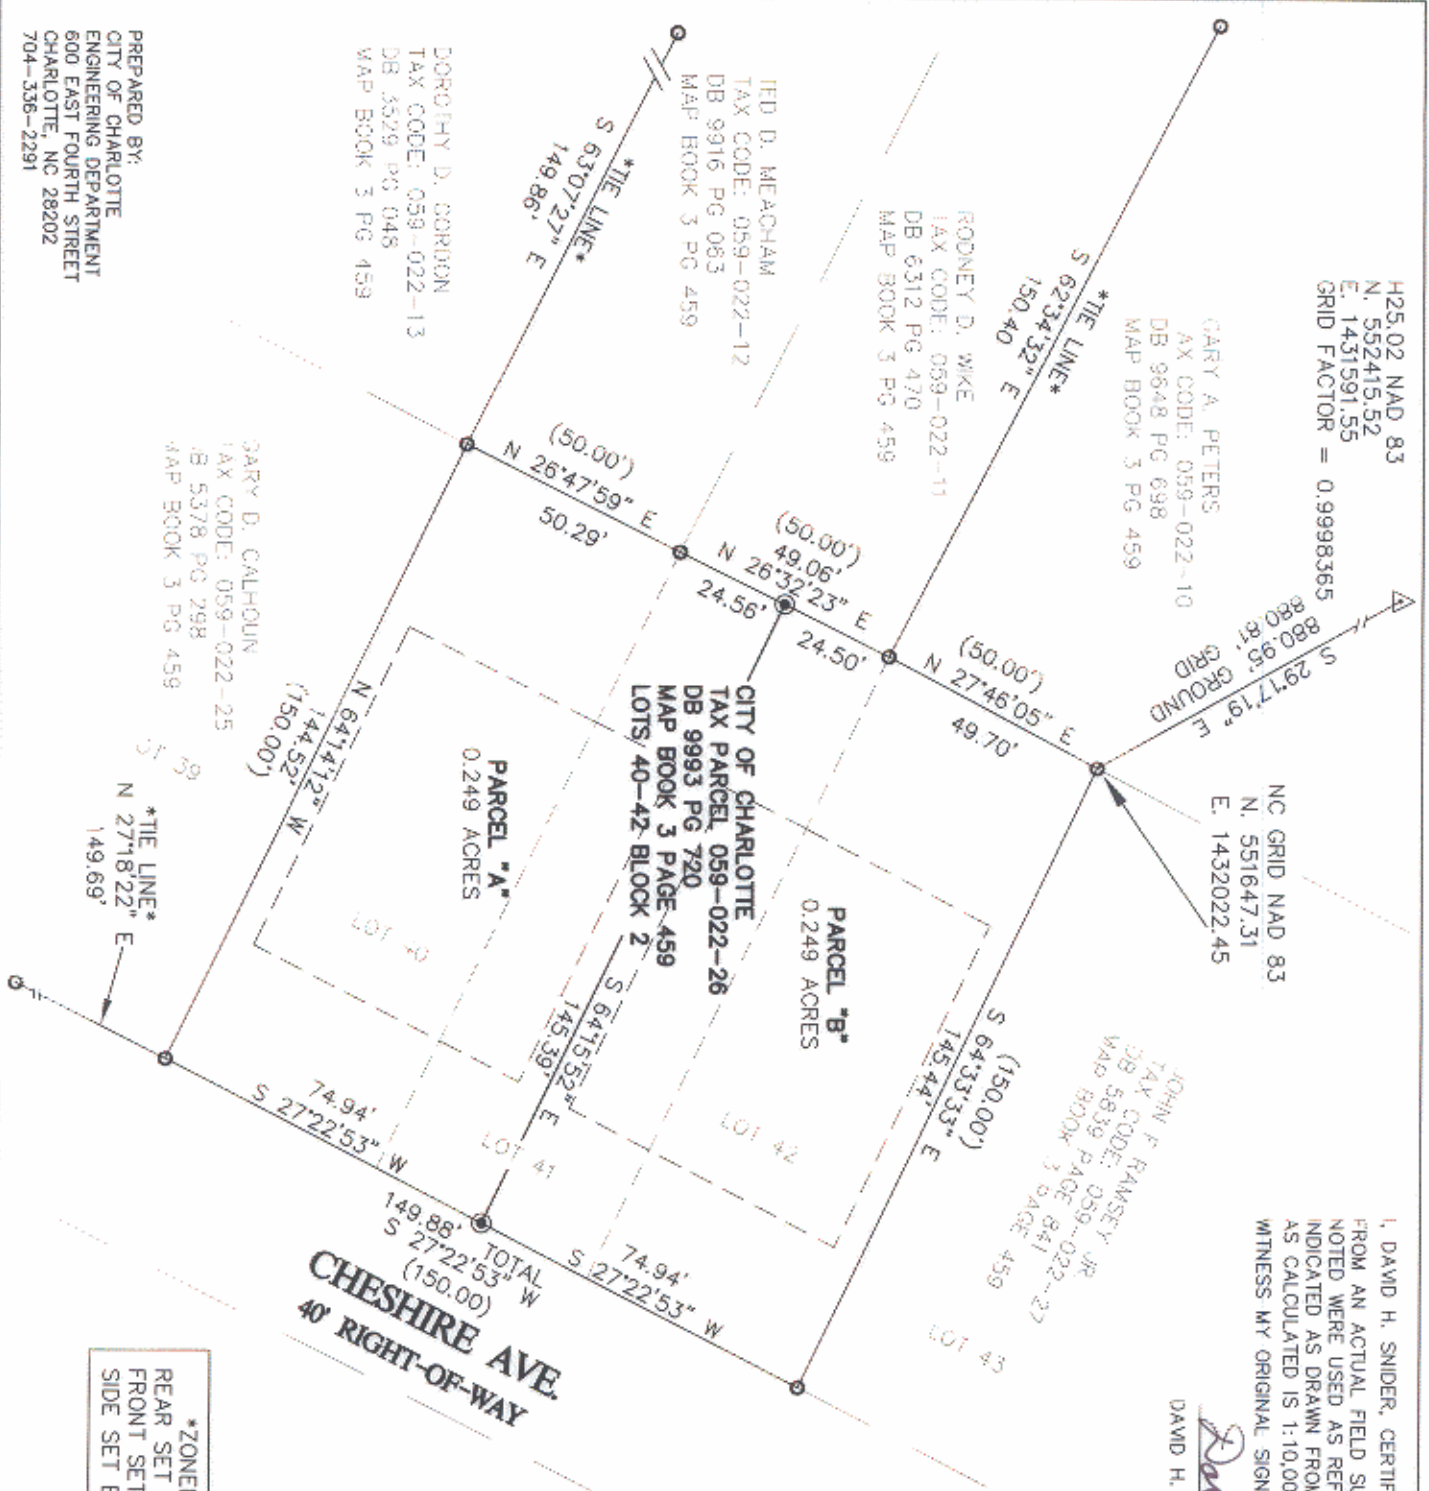 H25.02 NAD 83
N. 552415.52
E. 1431591.55
GRID FACTOR = 0.9998365
S 29°17'19" E
880.95' GROUND
880.81' GRID
NC GRID NAD 83
N. 551647.31
E. 1432022.45
I, DAVID H. SNIDER,
FROM AN ACTUAL FIELD
NOTED WERE USED AS
INDICATED AS DRAWN FROM
AS CALCULATED IS
WITNESS MY ORIGINAL
DAVID H.
GARY A. PETERS
TAX CODE: 059-022-10
DB 9648 PG 698
MAP BOOK 3 PG 459
*TIE LINE*
S 62°34'32" E
150.40
RODNEY D. WIKE
TAX CODE: 059-022-11
DB 6312 PG 470
MAP BOOK 3 PG 459
TED D. MEACHAM
TAX CODE: 059-022-12
DB 9916 PG 063
MAP BOOK 3 PG 459
*TIE LINE*
S 63°07'27" E
149.86'
DOROTHY D. GORDON
TAX CODE: 059-022-13
DB 3529 PG 048
MAP BOOK 3 PG 459
(50.00')
N 27°46'05" E
49.70'
(50.00')
49.06'
N 26°32'23" E
24.56'
24.50'
(50.00')
N 26°47'59" E
50.29'
JOHN F RAMSEY JR.
TAX CODE: 059-022-27
DB 5839 PAGE 841
MAP BOOK 3 PAGE 459
(150.00')
S 64°33'33" E
145.44'
LOT 43
PARCEL "B"
0.249 ACRES
LOT 42
CITY OF CHARLOTTE
TAX PARCEL 059-022-26
DB 9993 PG 720
MAP BOOK 3 PAGE 459
LOTS 40-42 BLOCK 2
S 64°15'52" E
145.39'
LOT 41
PARCEL "A"
0.249 ACRES
LOT 40
N 64°14'12" W
144.52'
(150.00')
GARY D. CALHOUN
TAX CODE: 059-022-25
DB 5378 PG 298
MAP BOOK 3 PG 459
39
*TIE LINE*
N 27°18'22" E
149.69'
74.94'
S 27°22'53" W
74.94'
S 27°22'53" W
149.88' TOTAL
S 27°22'53" W
(150.00)
CHESHIRE AVE.
40' RIGHT-OF-WAY
REAR SET
FRONT SET
SIDE SET
PREPARED BY:
CITY OF CHARLOTTE
ENGINEERING DEPARTMENT
600 EAST FOURTH STREET
CHARLOTTE, NC 28202
704-336-2291